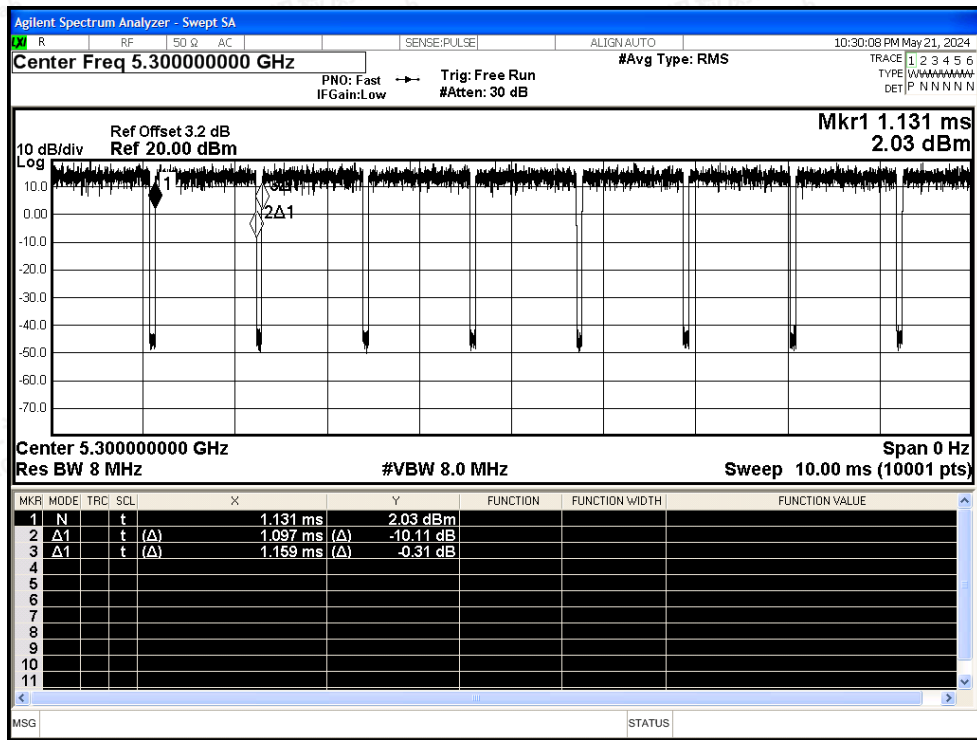 Agilent Spectrum Analyzer - Swept SA
LXI R RF 50 Ω AC SENSE:PULSE ALIGN AUTO 10:30:08 PM May 21, 2024
Center Freq 5.300000000 GHz #Avg Type: RMS TRACE 1 2 3 4 5 6
PNO: Fast Trig: Free Run TYPE
IFGain:Low #Atten: 30 dB DET P N N N N N
Mkr1 1.131 ms
Ref Offset 3.2 dB
10 dB/div Ref 20.00 dBm 2.03 dBm
Log
10.0
1
0.00
2Δ1
-10.0
-20.0
-30.0
-40.0
-50.0
-60.0
-70.0
Center 5.300000000 GHz Span 0 Hz
Res BW 8 MHz #VBW 8.0 MHz Sweep 10.00 ms (10001 pts)
MKR MODE TRC SCL X Y FUNCTION FUNCTION WIDTH FUNCTION VALUE
1 N t 1.131 ms 2.03 dBm
2 Δ1 t (Δ) 1.097 ms (Δ) -10.11 dB
3 Δ1 t (Δ) 1.159 ms (Δ) -0.31 dB
4
5
6
7
8
9
10
11
MSG STATUS